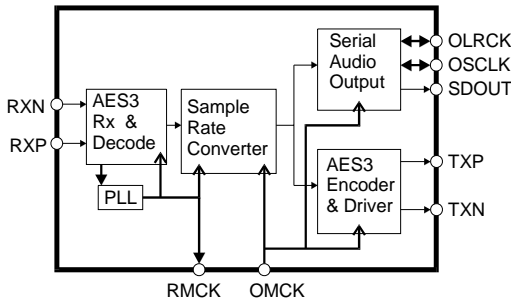 RXN
RXP
AES3
Rx &
Decode
PLL
Sample
Rate
Converter
Serial
Audio
Output
AES3
Encoder
& Driver
OLRCK
OSCLK
SDOUT
TXP
TXN
RMCK
OMCK